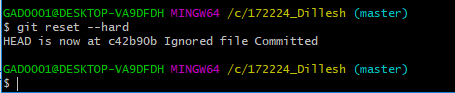 GAD0001@DESKTOP-VA9DFDH MINGW64 /c/172224_Dillesh (master)
$ git reset --hard
HEAD is now at c42b90b Ignored file Committed
GAD0001@DESKTOP-VA9DFDH MINGW64 /c/172224_Dillesh (master)
$